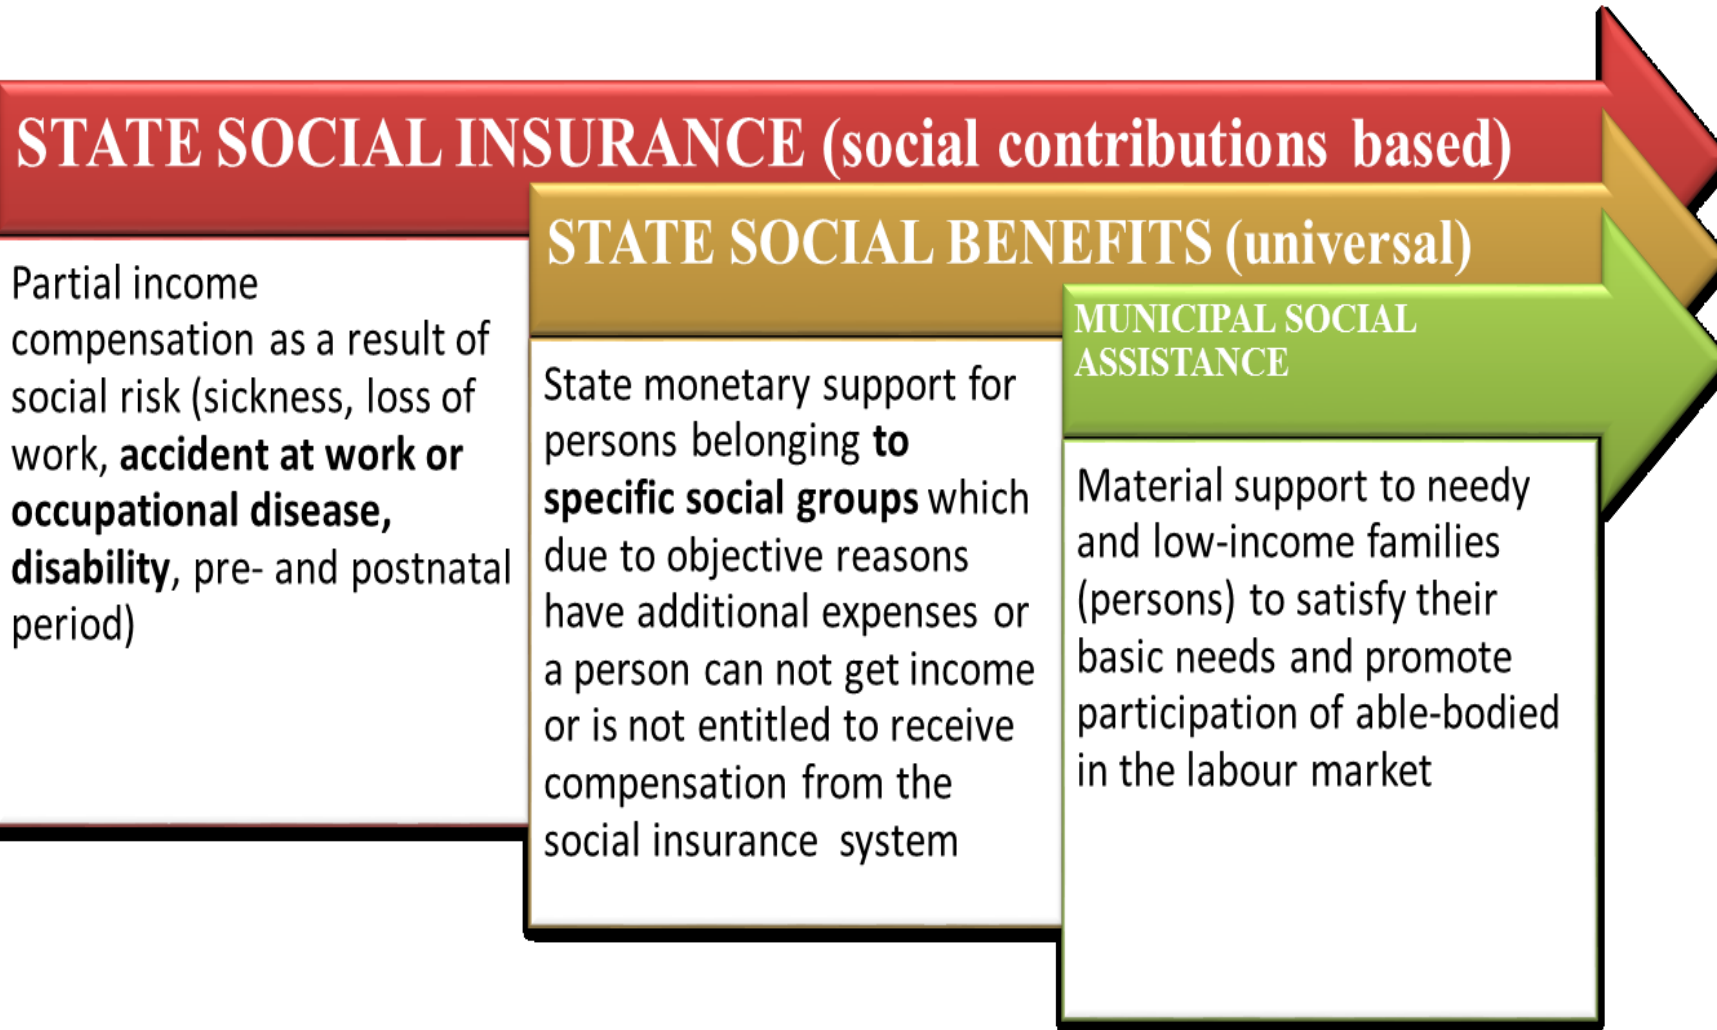 STATE SOCIAL INSURANCE (social contributions based)
Partial income
compensation as a result of
social risk (sickness, loss of
work, accident at work or
occupational disease,
disability, pre- and postnatal
period)
STATE SOCIAL BENEFITS (universal)
State monetary support for
persons belonging to
specific social groups which
due to objective reasons
have additional expenses or
a person can not get income
or is not entitled to receive
compensation from the
social insurance system
MUNICIPAL SOCIAL
ASSISTANCE
Material support to needy
and low-income families
(persons) to satisfy their
basic needs and promote
participation of able-bodied
in the labour market